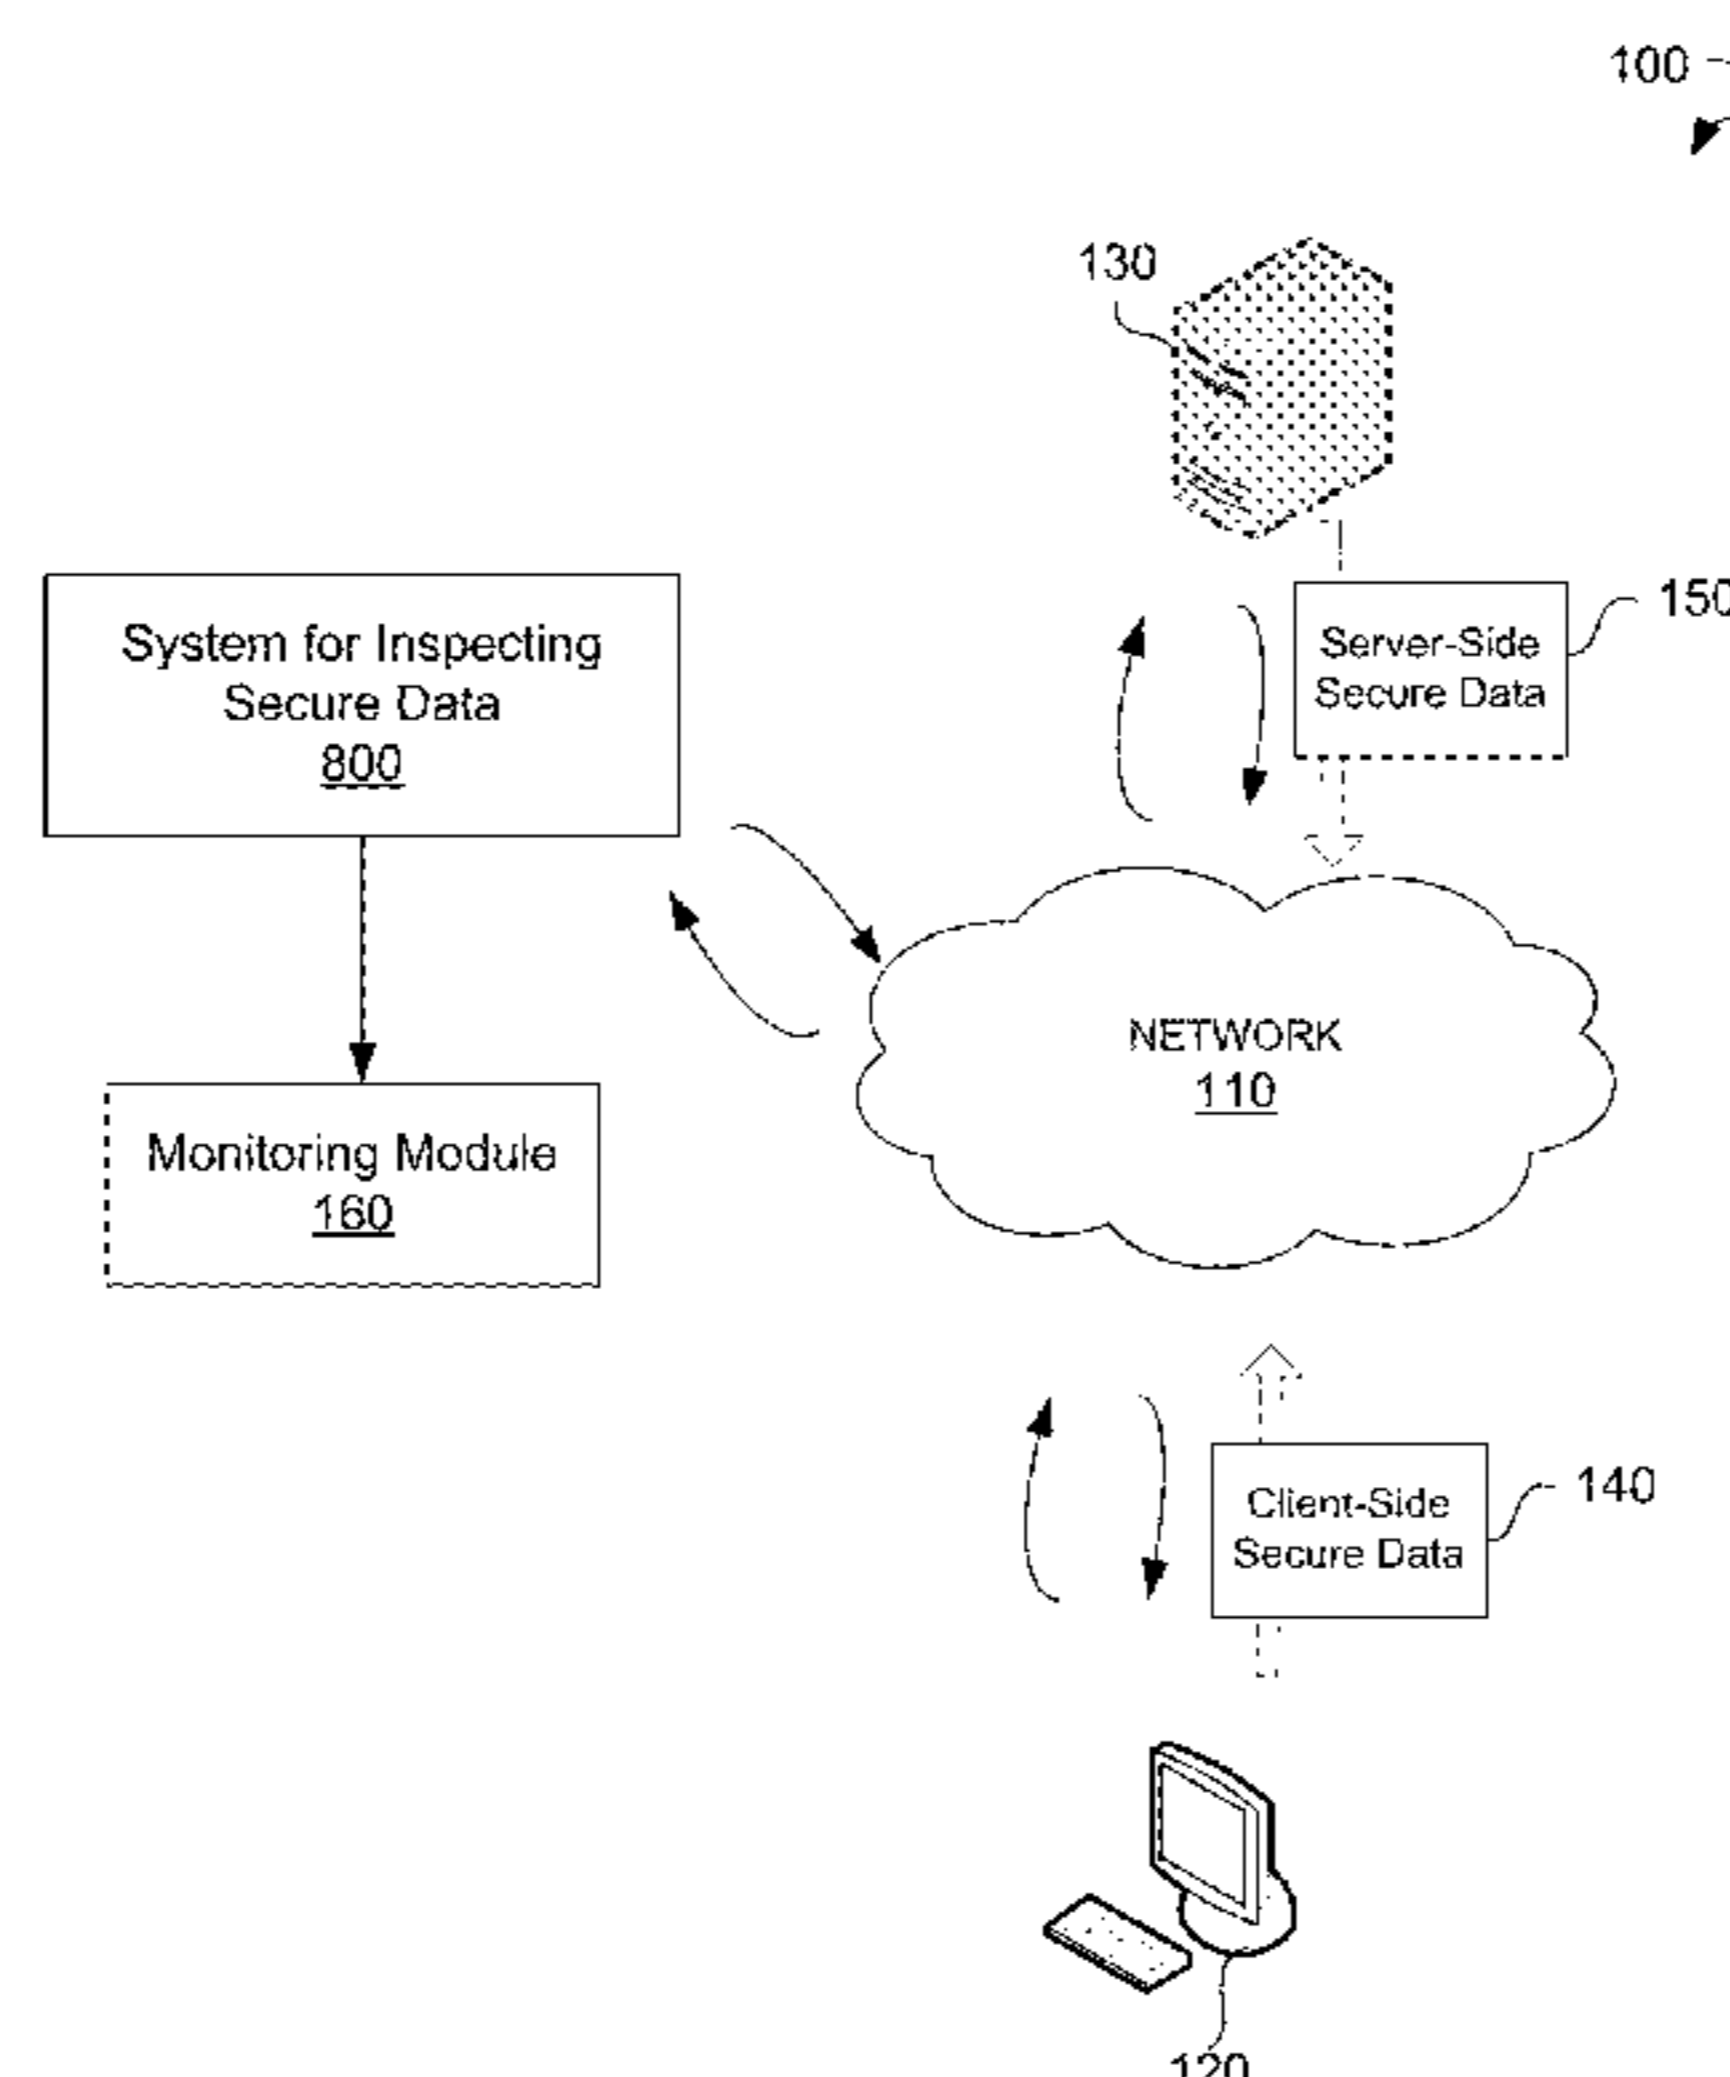 100
130
System for Inspecting
Secure Data
800
Server-Side
Secure Data
150
NETWORK
110
Monitoring Module
160
Client-Side
Secure Data
140
120